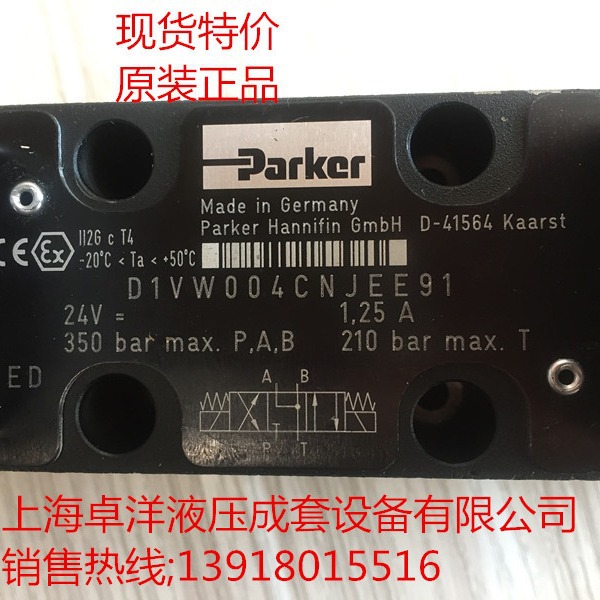 现货特价
原装正品
Parker
Made in Germany
Parker Hannifin GmbH D-41564 Kaarst
CE Ex II2G c T4
-20°C < Ta < +50°C
D1VW004CNJEE91
24V = 1,25 A
350 bar max. P,A,B 210 bar max. T
ED
A B
P T
上海卓洋液压成套设备有限公司
销售热线;13918015516